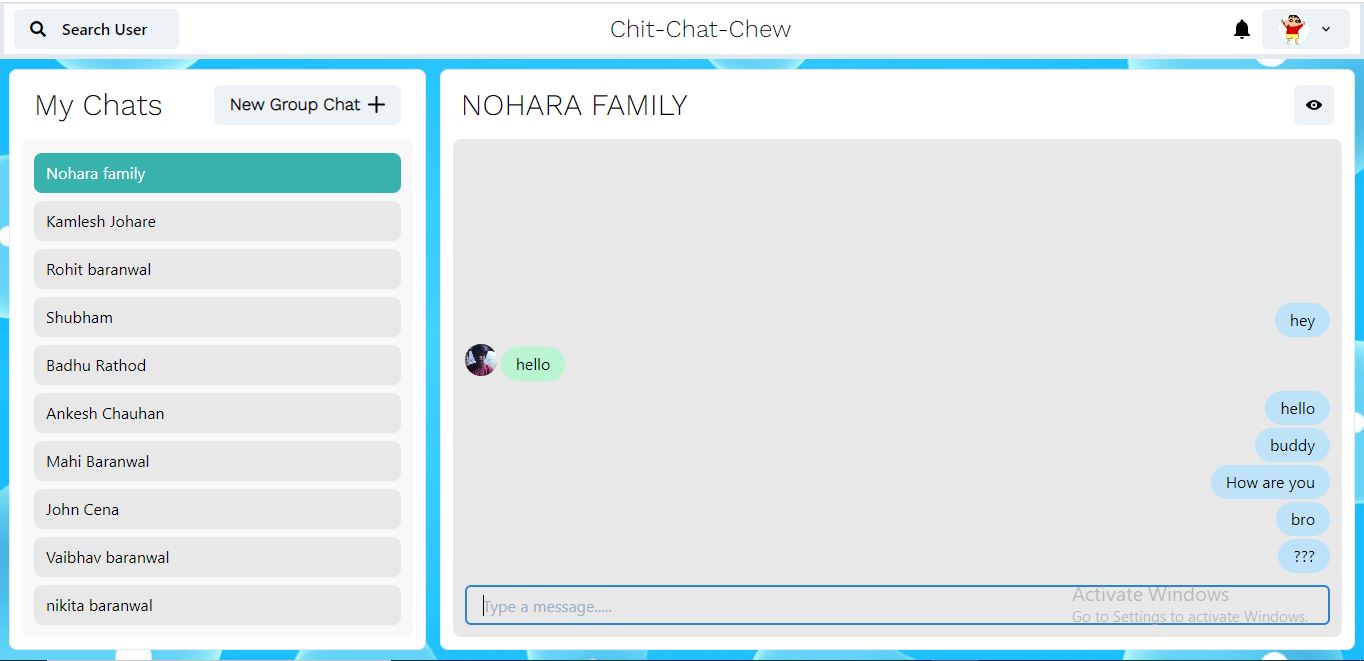 Search User
Chit-Chat-Chew
My Chats
New Group Chat +
Nohara family
Kamlesh Johare
Rohit baranwal
Shubham
Badhu Rathod
Ankesh Chauhan
Mahi Baranwal
John Cena
Vaibhav baranwal
nikita baranwal
NOHARA FAMILY
hey
hello
hello
buddy
How are you
bro
???
Type a message.....
Activate Windows
Go to Settings to activate Windows.